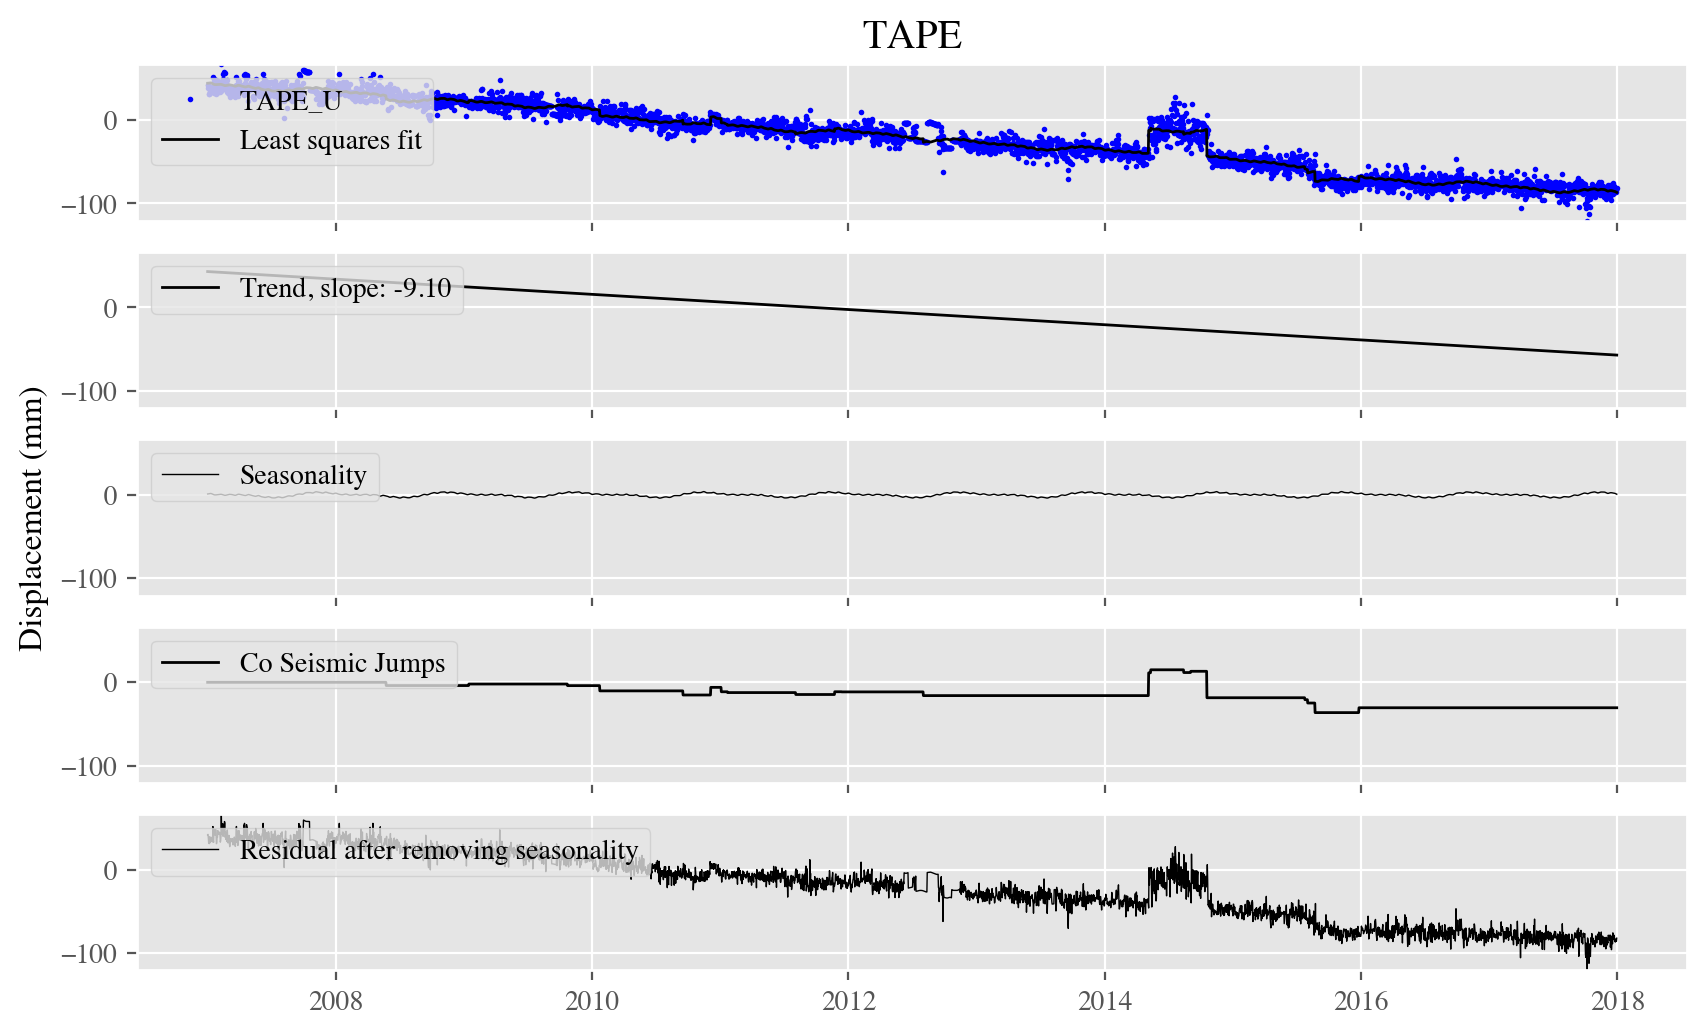 TAPE
Displacement (mm)
0
−100
TAPE_U
Least squares fit
0
−100
Trend, slope: -9.10
0
−100
Seasonality
0
−100
Co Seismic Jumps
0
−100
Residual after removing seasonality
2008 2010 2012 2014 2016 2018